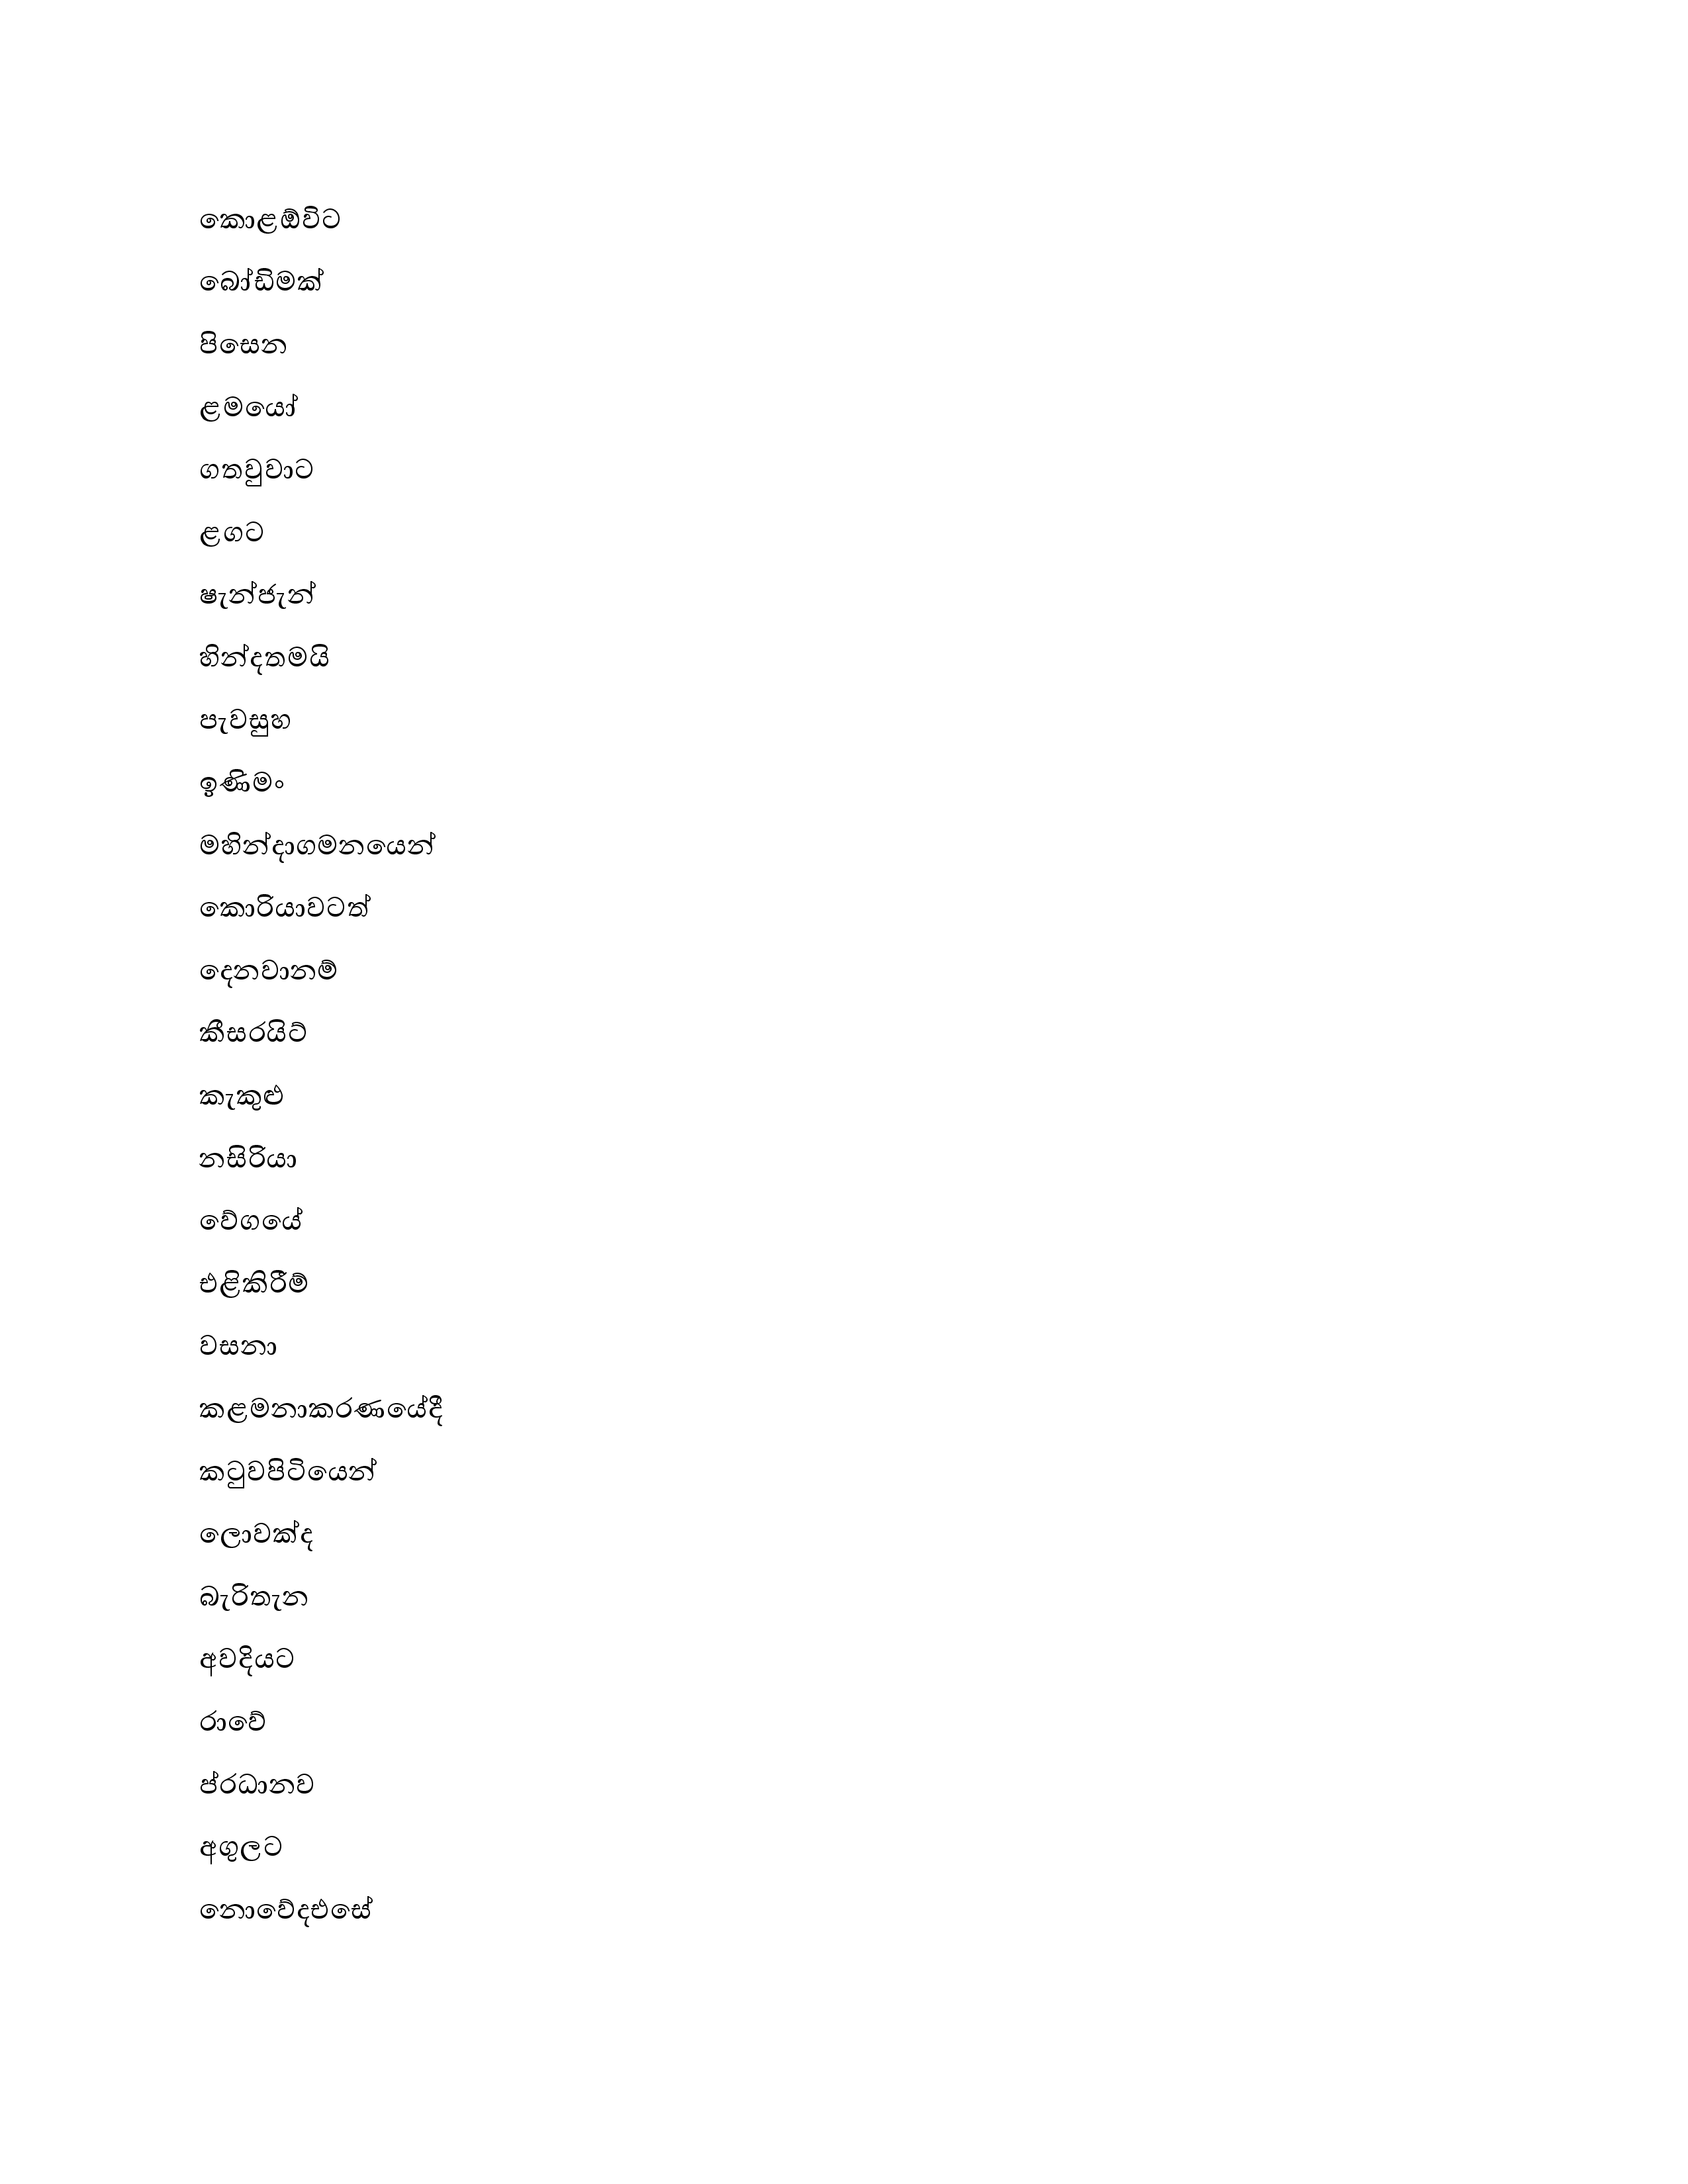 කොළඕවිට
බෝඩිමක්
පිසෙන
ළමයෝ
ගතවුවාට
ළගට
ෂැන්ජැන්
හින්දතමයි
පැවසුහ
ඉණිමං
මහින්දාගමනයෙන්
කොරියාවටත්
දෙනවානම්
කීසරයිට්
කැකුළු
නසිරියා
වේගයේ
එළිකිරීම්
වසනා
කළමනාකරණයේදී
කටුවපිටියෙන්
ලොවක්ද
බැරිතැන
අවදියට
රාවේ
ප්රධානව
අගුලට
නොවේදඑසේ